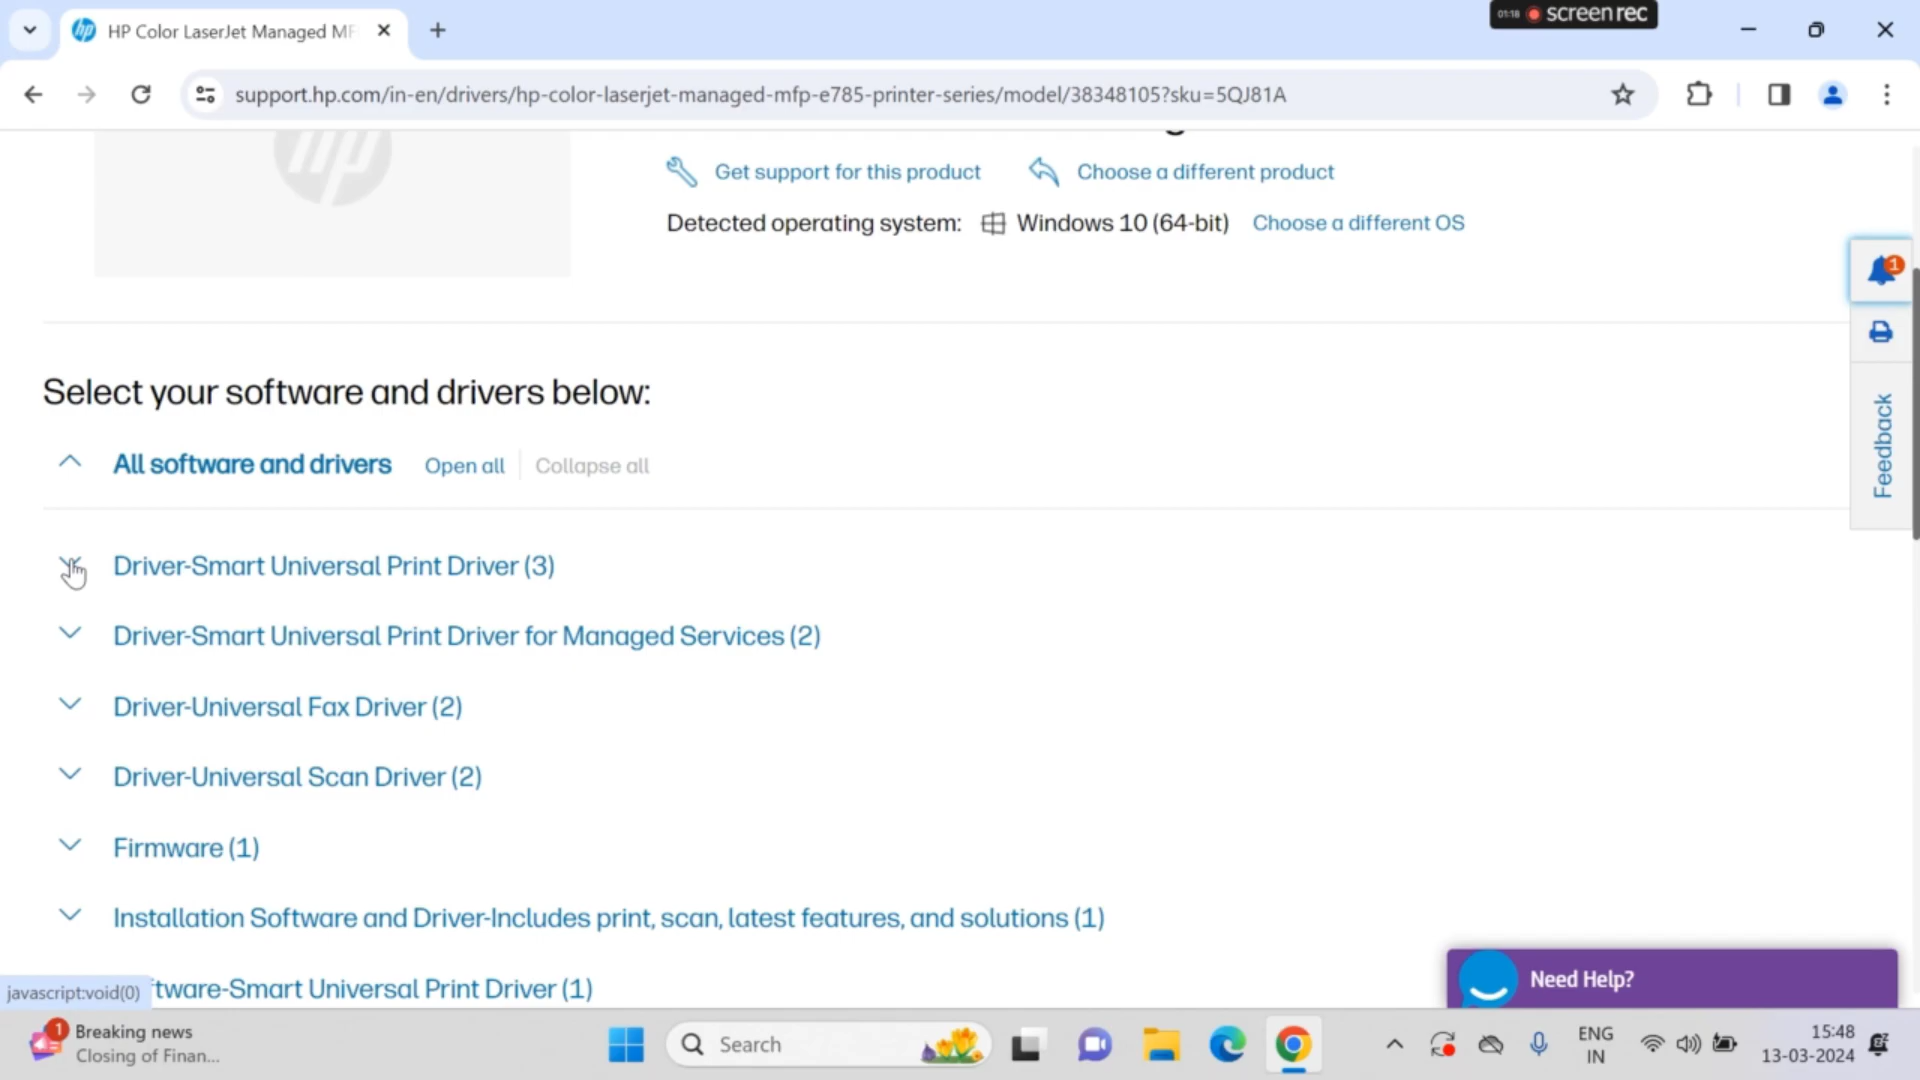 01:18 screenrec
HP Color LaserJet Managed MF
support.hp.com/in-en/drivers/hp-color-laserjet-managed-mfp-e785-printer-series/model/38348105?sku=5QJ81A
hp
Get support for this product
Choose a different product
Detected operating system: Windows 10 (64-bit) Choose a different OS
1
Feedback
Select your software and drivers below:
All software and drivers Open all Collapse all
Driver-Smart Universal Print Driver (3)
Driver-Smart Universal Print Driver for Managed Services (2)
Driver-Universal Fax Driver (2)
Driver-Universal Scan Driver (2)
Firmware (1)
Installation Software and Driver-Includes print, scan, latest features, and solutions (1)
javascript:void(0)
tware-Smart Universal Print Driver (1)
Need Help?
1
Breaking news
Closing of Finan...
Search
ENG
IN
15:48
13-03-2024